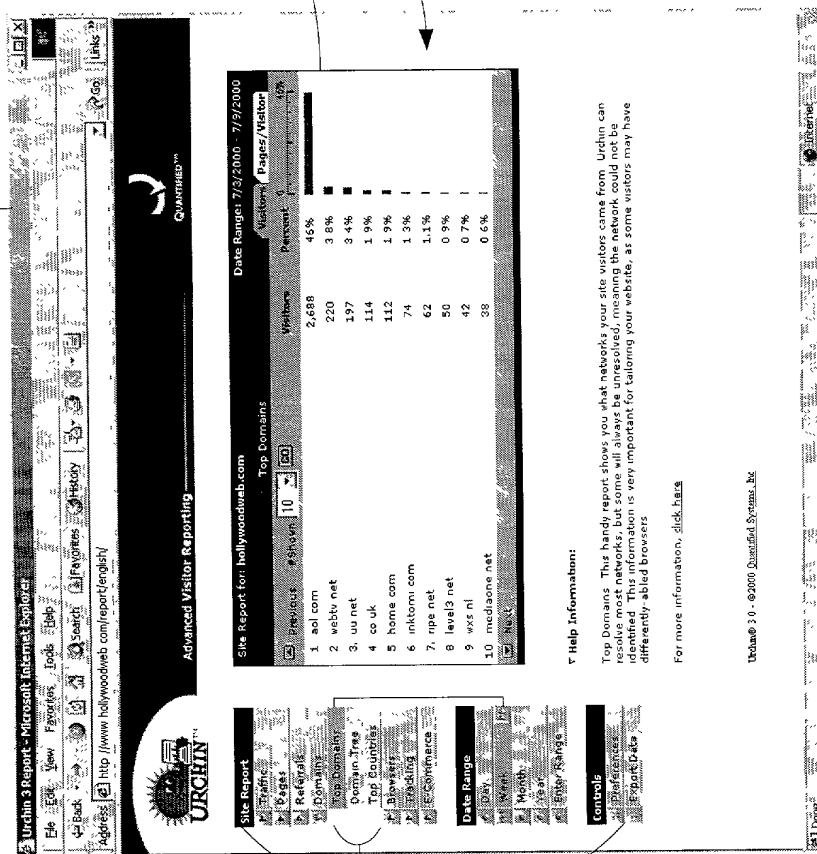 Urchin 3 Report - Microsoft Internet Explorer
File Edit View Favorites Tools Help
Back Search Favorites History
Address http //www hollywoodweb com/report/english/ Go Links »
URCHIN™
Advanced Visitor Reporting
QUANTIFIED™
Site Report
Traffic
Pages
Referrals
Domains
Top Domains
Domain Tree
Top Countries
Browsers
Tracking
E-Commerce
Date Range
Day
Week
Month
Year
Enter Range
Controls
Preferences
Export Data
Site Report for: hollywoodweb.com Date Range: 7/3/2000 - 7/9/2000
Top Domains Visitors Pages/Visitor
Previous #Shown 10 GO Visitors Percent 0 40%
1 aol com 2,688 46%
2 webtv net 220 3 8%
3. uu net 197 3 4%
4 co uk 114 1 9%
5 home com 112 1 9%
6 inktomi com 74 1 3%
7. ripe net 62 1.1%
8 level3 net 50 0 9%
9 wxs nl 42 0 7%
10 mediaone net 38 0 6%
Next
▿ Help Information:
Top Domains This handy report shows you what networks your site visitors came from Urchin can
resolve most networks, but some will always be unresolved, meaning the network could not be
identified This information is very important for tailoring your website, as some visitors may have
differently-abled browsers
For more information, click here
Urchin® 3 0 - ©2000 Quantified Systems, Inc
Done Internet